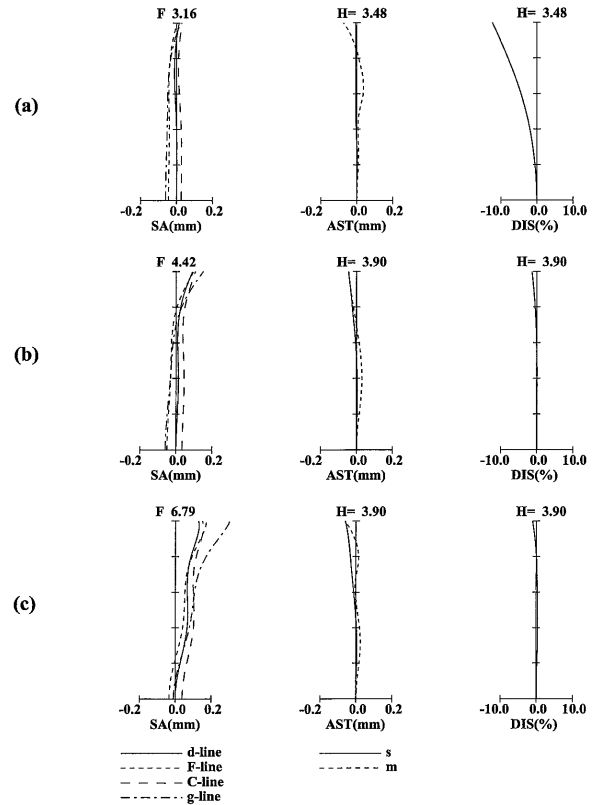 F 3.16 H= 3.48 H= 3.48
(a)
-0.2 0.0 0.2 -0.2 0.0 0.2 -10.0 0.0 10.0
SA(mm) AST(mm) DIS(%)
F 4.42 H= 3.90 H= 3.90
(b)
-0.2 0.0 0.2 -0.2 0.0 0.2 -10.0 0.0 10.0
SA(mm) AST(mm) DIS(%)
F 6.79 H= 3.90 H= 3.90
(c)
-0.2 0.0 0.2 -0.2 0.0 0.2 -10.0 0.0 10.0
SA(mm) AST(mm) DIS(%)
d-line s
F-line m
C-line
g-line